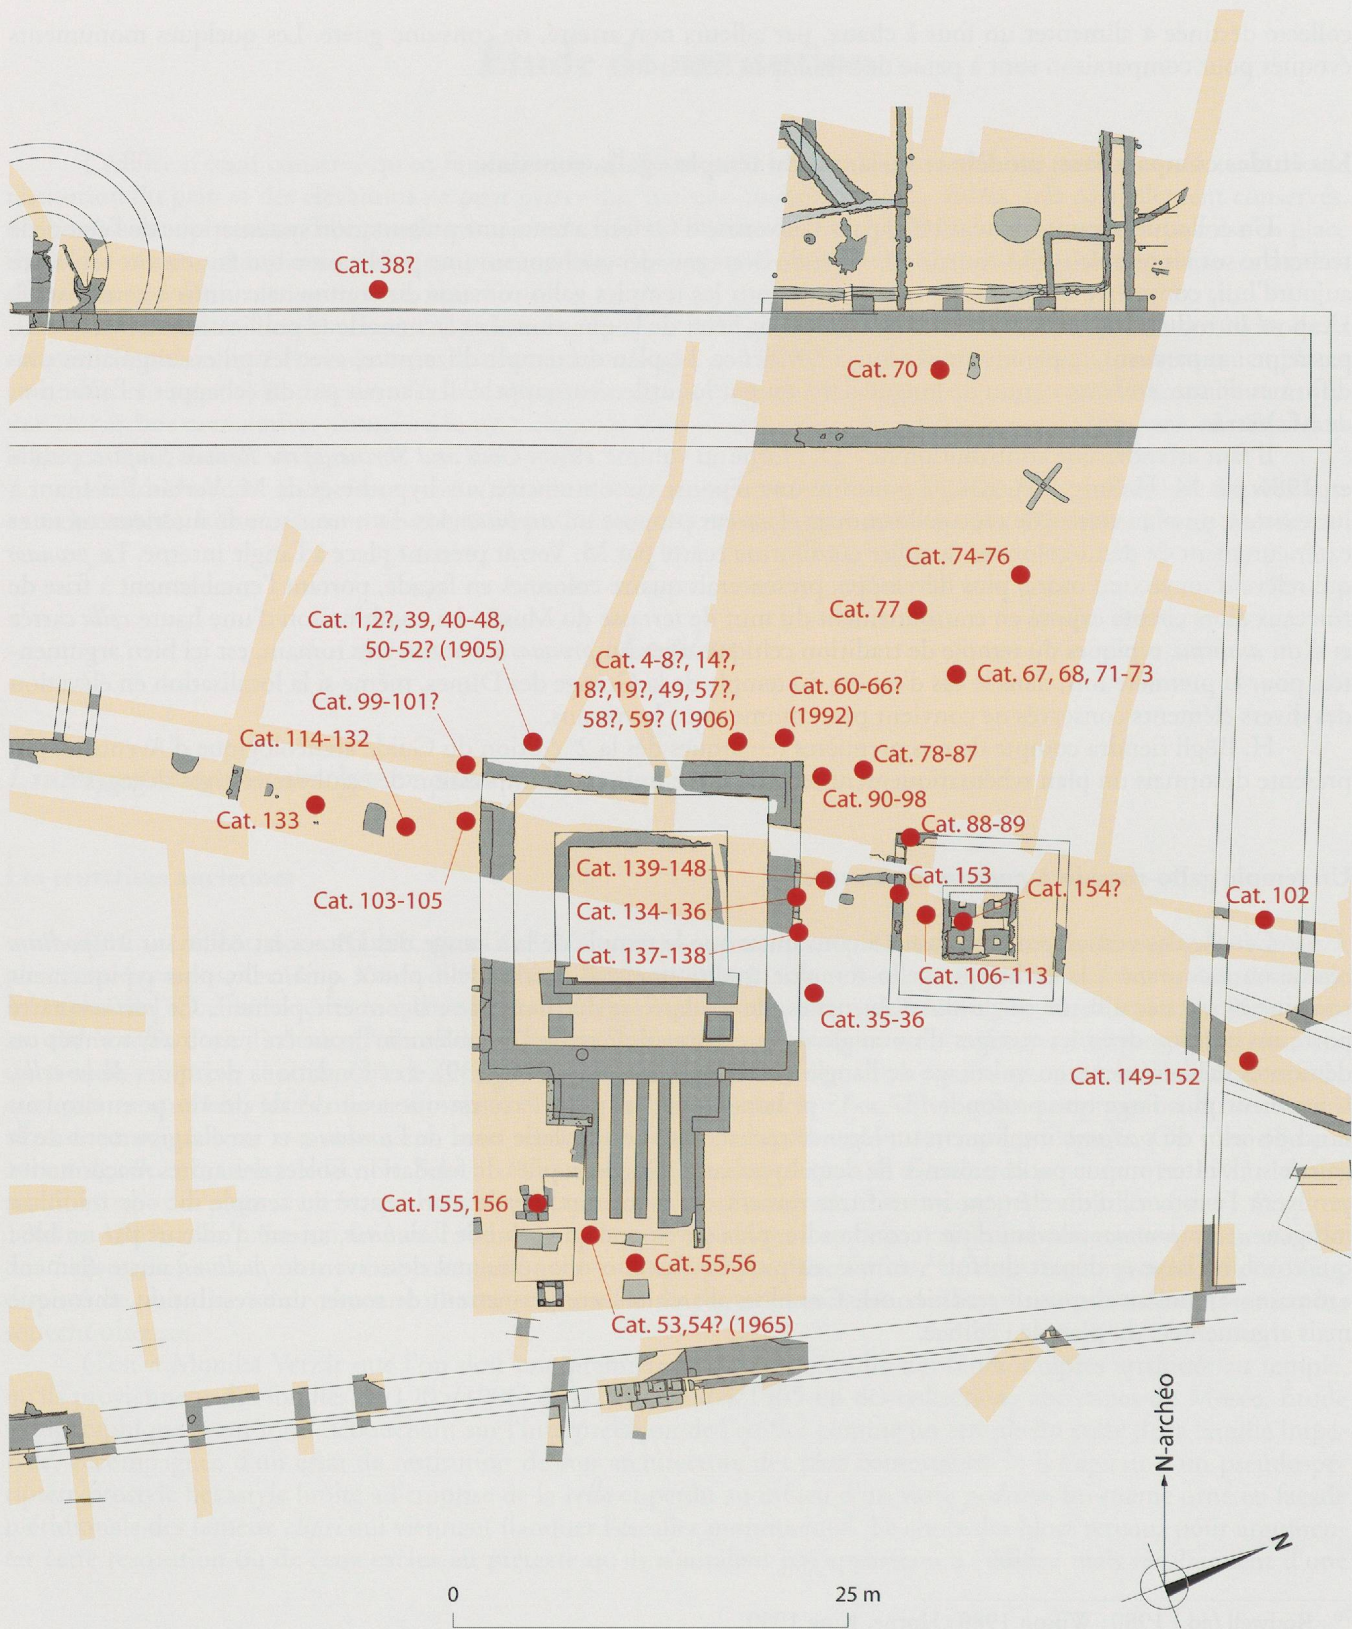 Cat. 38?
Cat. 70
Cat. 74-76
Cat. 77
Cat. 1,2?, 39, 40-48,
50-52? (1905)
Cat. 4-8?, 14?,
18?,19?, 49, 57?,
58?, 59? (1906)
Cat. 67, 68, 71-73
Cat. 60-66?
(1992)
Cat. 99-101?
Cat. 114-132
Cat. 78-87
Cat. 90-98
Cat. 133
Cat. 88-89
Cat. 139-148
Cat. 153
Cat. 154?
Cat. 103-105
Cat. 134-136
Cat. 102
Cat. 137-138
Cat. 106-113
Cat. 35-36
Cat. 149-152
Cat. 155,156
Cat. 55,56
Cat. 53,54? (1965)
N-archéo
N
0 25 m